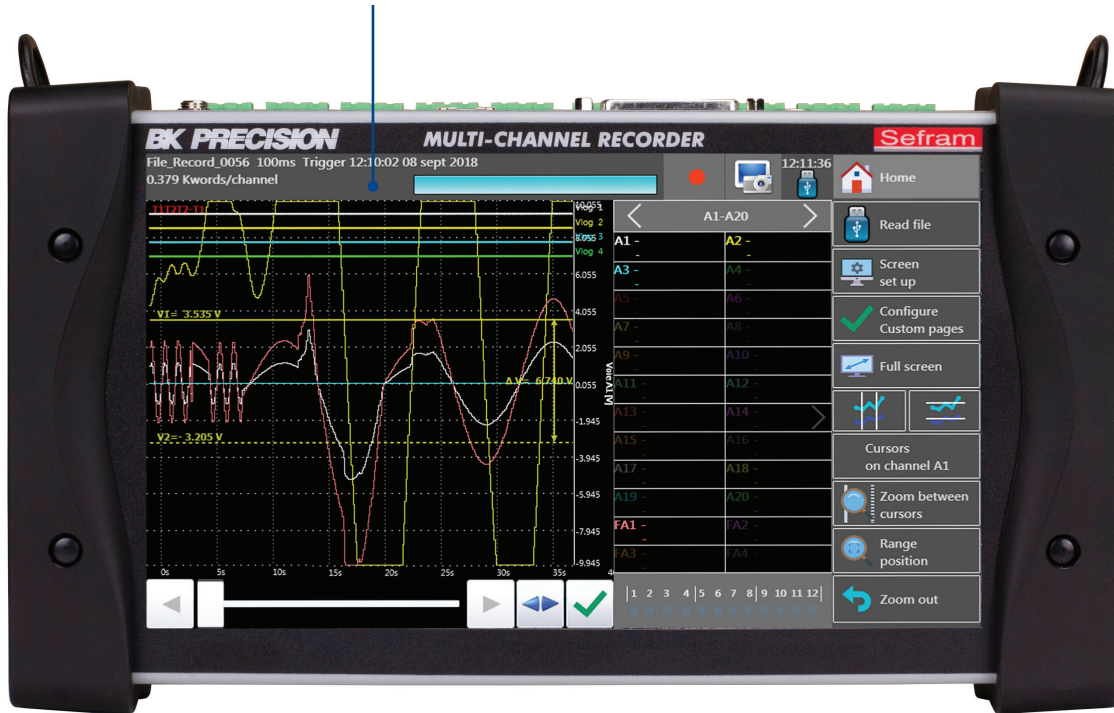 BK PRECISION MULTI-CHANNEL RECORDER Sefram
File_Record_0056 100ms Trigger 12:10:02 08 sept 2018
0.379 Kwords/channel
12:11:36
Home
T1T2T2-T1
10.055
Vlog 1
Vlog 2
8.055
Vlog 3
Vlog 4
6.055
4.055
V1= 3.535 V
2.055
Δ V= 6.740 V
0.055
-1.945
V2=- 3.205 V
-3.945
-5.945
-7.945
-9.945
0s 5s 10s 15s 20s 25s 30s 35s 4
A1-A20
A1 - A2 -
-  -
A3 - A4 -
-  -
A5 - A6 -
A7 - A8 -
A9 - A10 -
A11 - A12 -
A13 - A14 -
A15 - A16 -
A17 - A18 -
A19 - A20 -
FA1 - FA2 -
FA3 - FA4 -
1 2 3 4 5 6 7 8 9 10 11 12
Read file
Screen
set up
Configure
Custom pages
Full screen
Cursors
on channel A1
Zoom between
cursors
Range
position
Zoom out